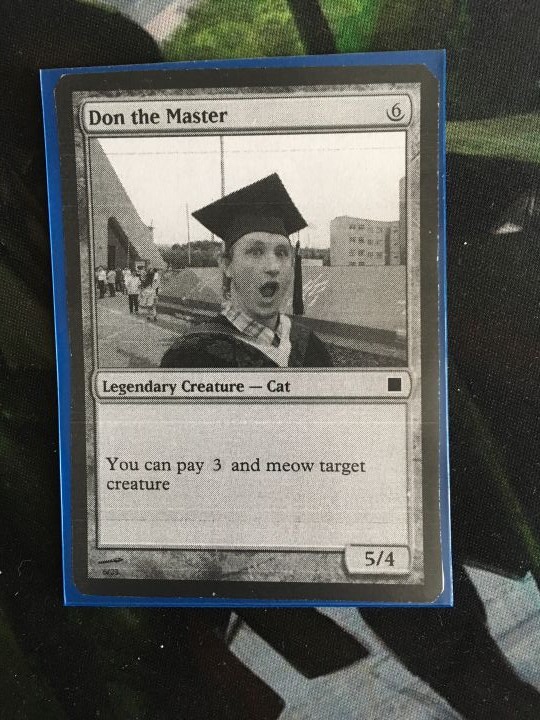 Don the Master 6
Legendary Creature — Cat
You can pay 3 and meow target
creature
5/4